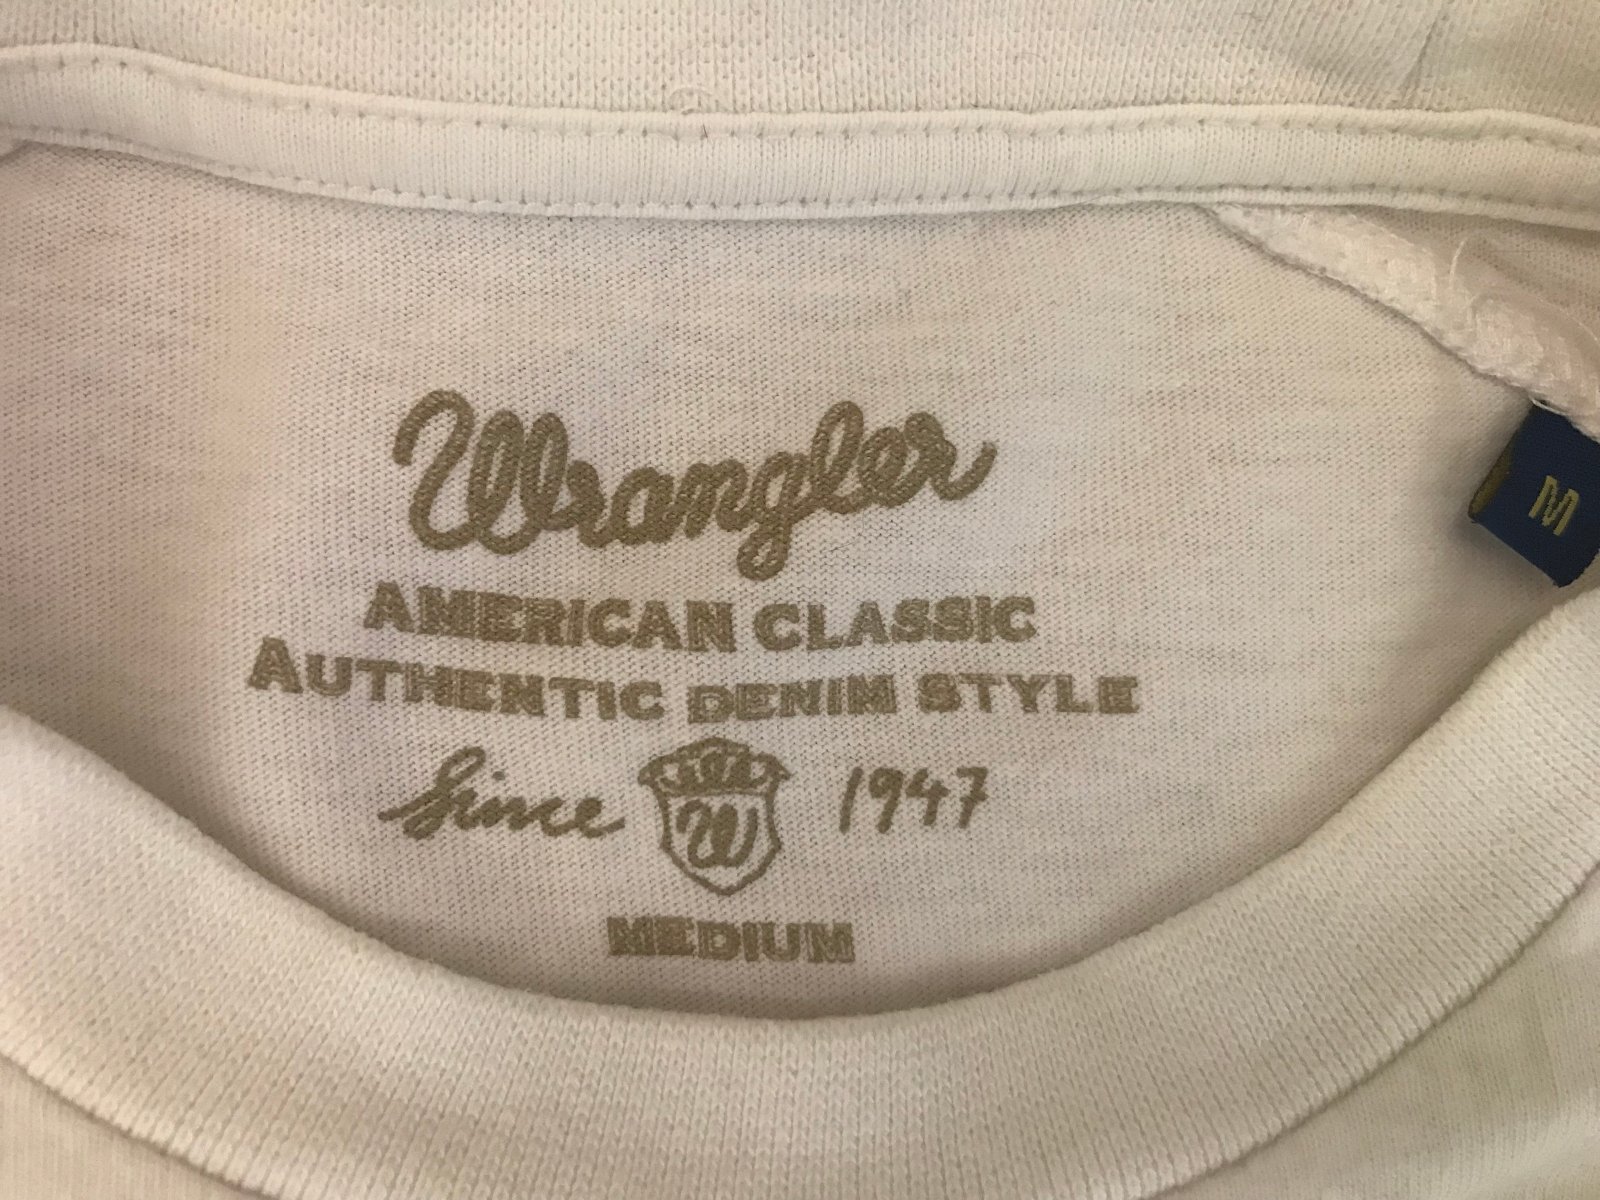 Wrangler
AMERICAN CLASSIC
AUTHENTIC DENIM STYLE
Since W 1947
MEDIUM
M